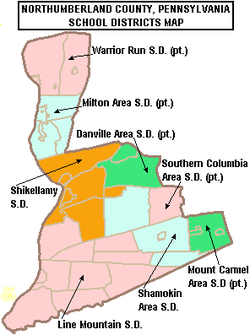 NORTHUMBERLAND COUNTY, PENNSYLVANIA
SCHOOL DISTRICTS MAP
Warrior Run S.D. (pt.)
Milton Area S.D. (pt.)
Danville Area S.D. (pt.)
Southern Columbia
Area S.D. (pt.)
Shikellamy
S.D.
Mount Carmel
Area S.D (pt.)
Shamokin
Area S.D.
Line Mountain S.D.